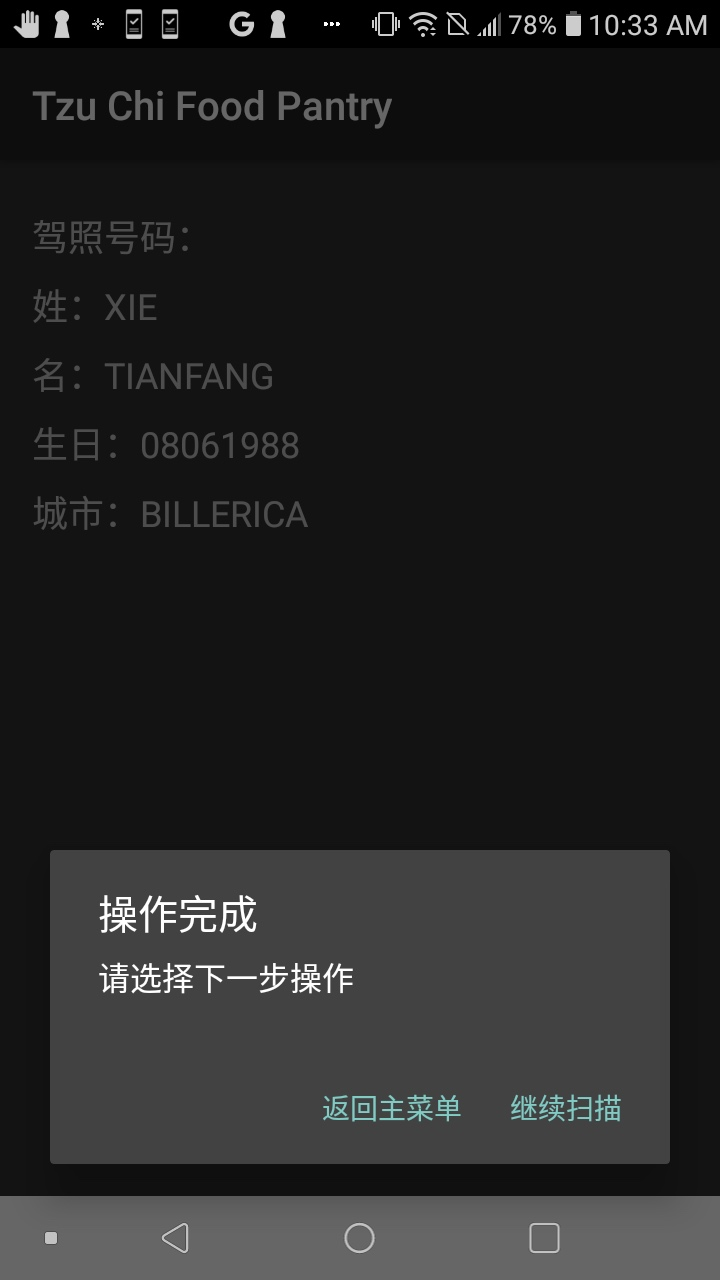 78% 10:33 AM
Tzu Chi Food Pantry
驾照号码：
姓：XIE
名：TIANFANG
生日：08061988
城市：BILLERICA
操作完成
请选择下一步操作
返回主菜单 继续扫描